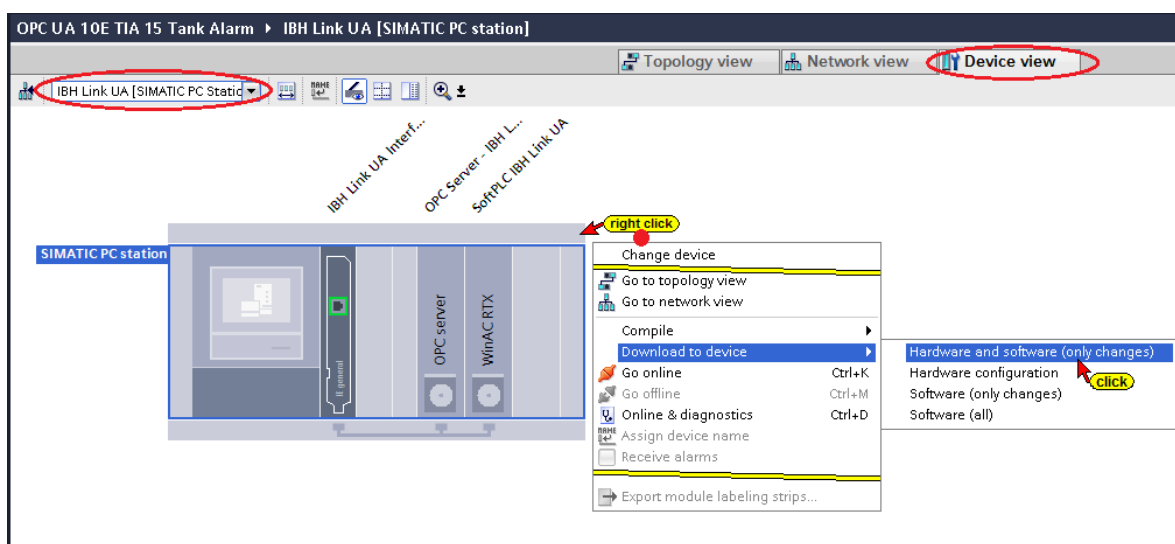 OPC UA 10E TIA 15 Tank Alarm ▸ IBH Link UA [SIMATIC PC station]
Topology view
Network view
Device view
IBH Link UA [SIMATIC PC Static
IBH Link UA Interf...
OPC Server - IBH L...
SoftPLC IBH Link UA
right click
SIMATIC PC station
IE general
OPC server
WinAC RTX
Change device
Go to topology view
Go to network view
Compile
Download to device
Go online Ctrl+K
Go offline Ctrl+M
Online & diagnostics Ctrl+D
Assign device name
Receive alarms
Export module labeling strips...
Hardware and software (only changes)
Hardware configuration
click
Software (only changes)
Software (all)